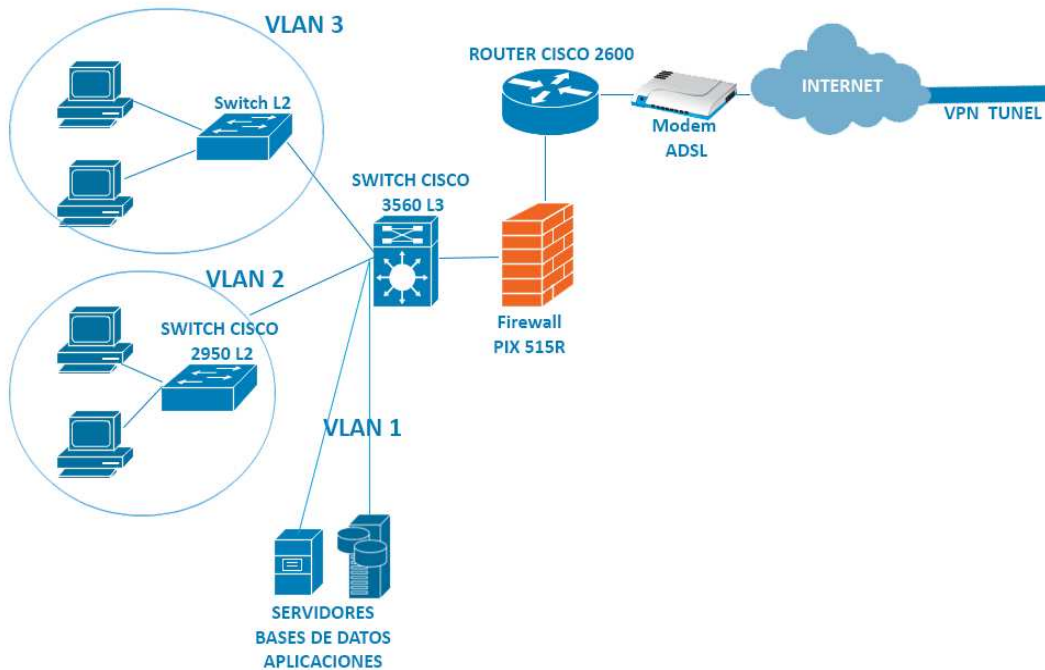 VLAN 3
Switch L2
ROUTER CISCO 2600
INTERNET
VPN TUNEL
Modem
ADSL
SWITCH CISCO
3560 L3
VLAN 2
SWITCH CISCO
2950 L2
Firewall
PIX 515R
VLAN 1
SERVIDORES
BASES DE DATOS
APLICACIONES